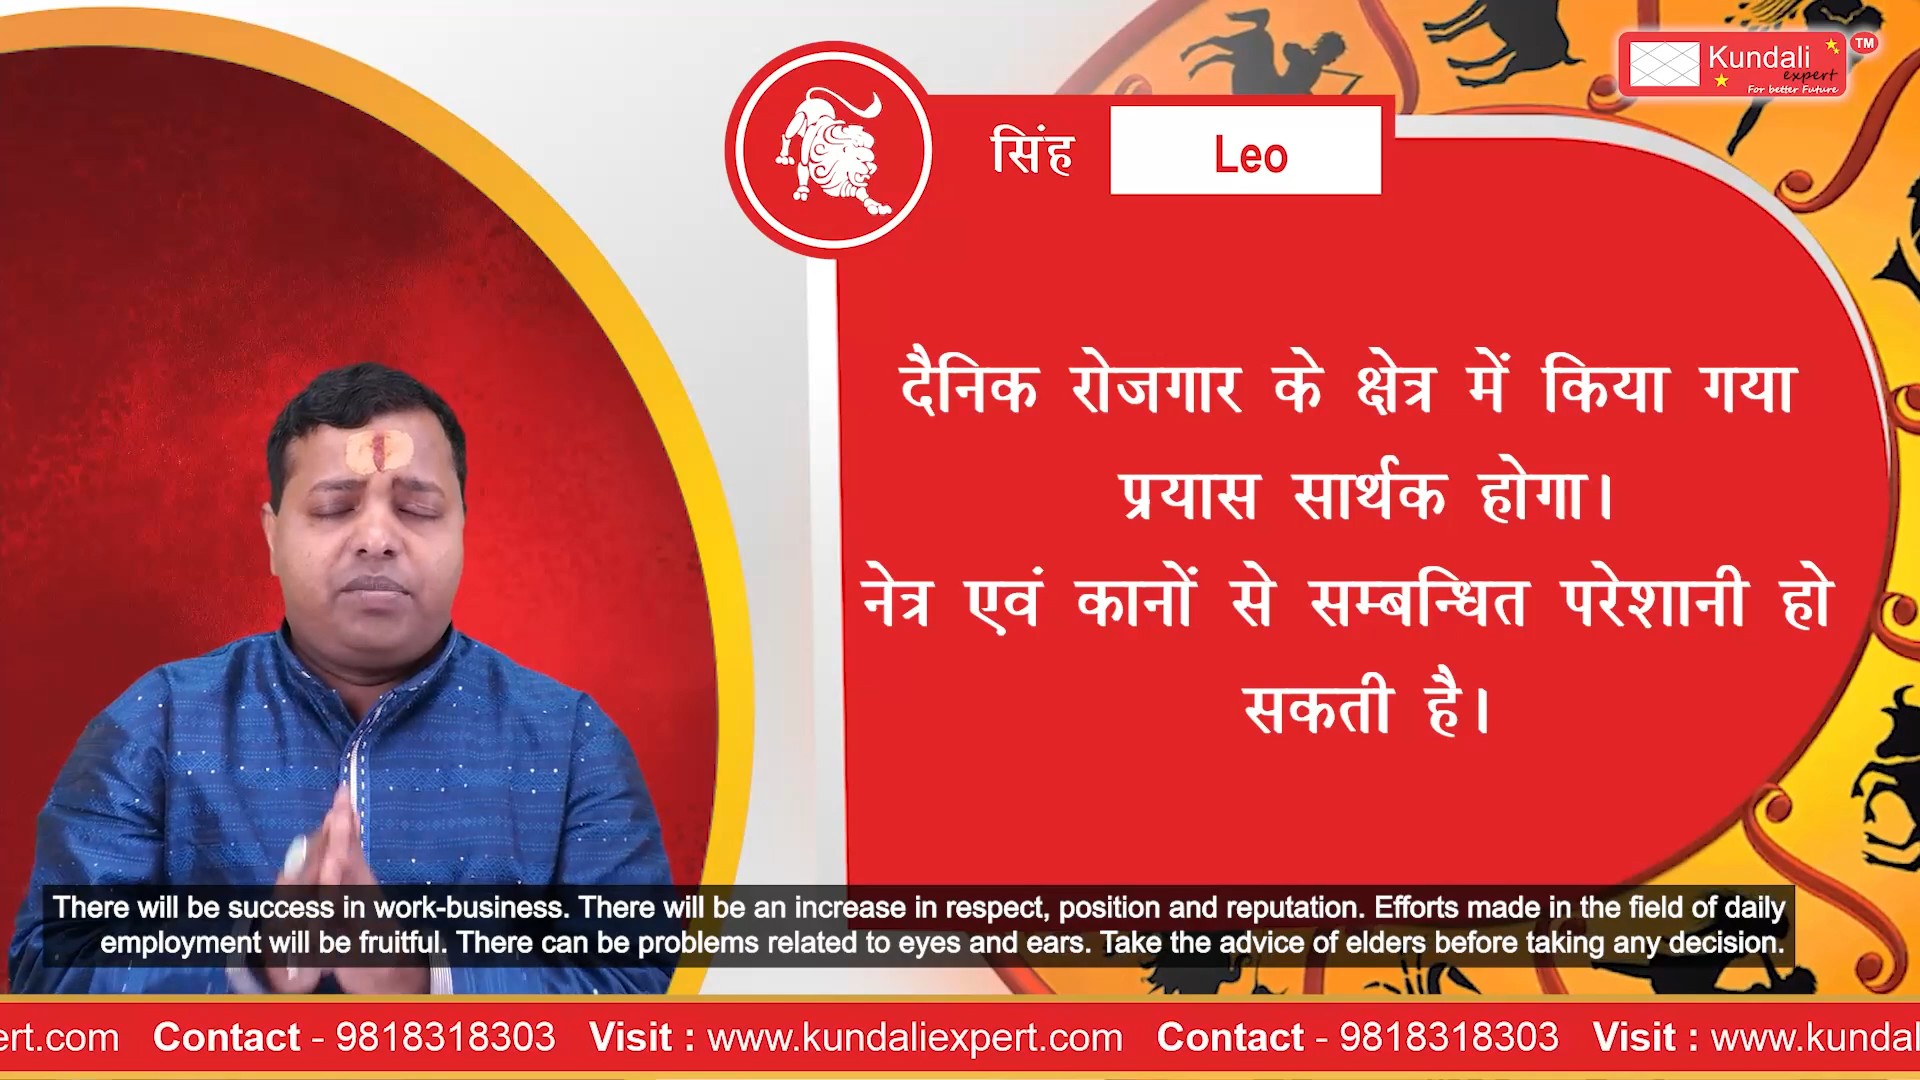 Kundali
expert
For better Future
TM
सिंह
Leo
दैनिक रोजगार के क्षेत्र में किया गया
प्रयास सार्थक होगा।
नेत्र एवं कानों से सम्बन्धित परेशानी हो
सकती है।
There will be success in work-business. There will be an increase in respect, position and reputation. Efforts made in the field of daily
employment will be fruitful. There can be problems related to eyes and ears. Take the advice of elders before taking any decision.
ert.com Contact - 9818318303 Visit : www.kundaliexpert.com Contact - 9818318303 Visit : www.kundal